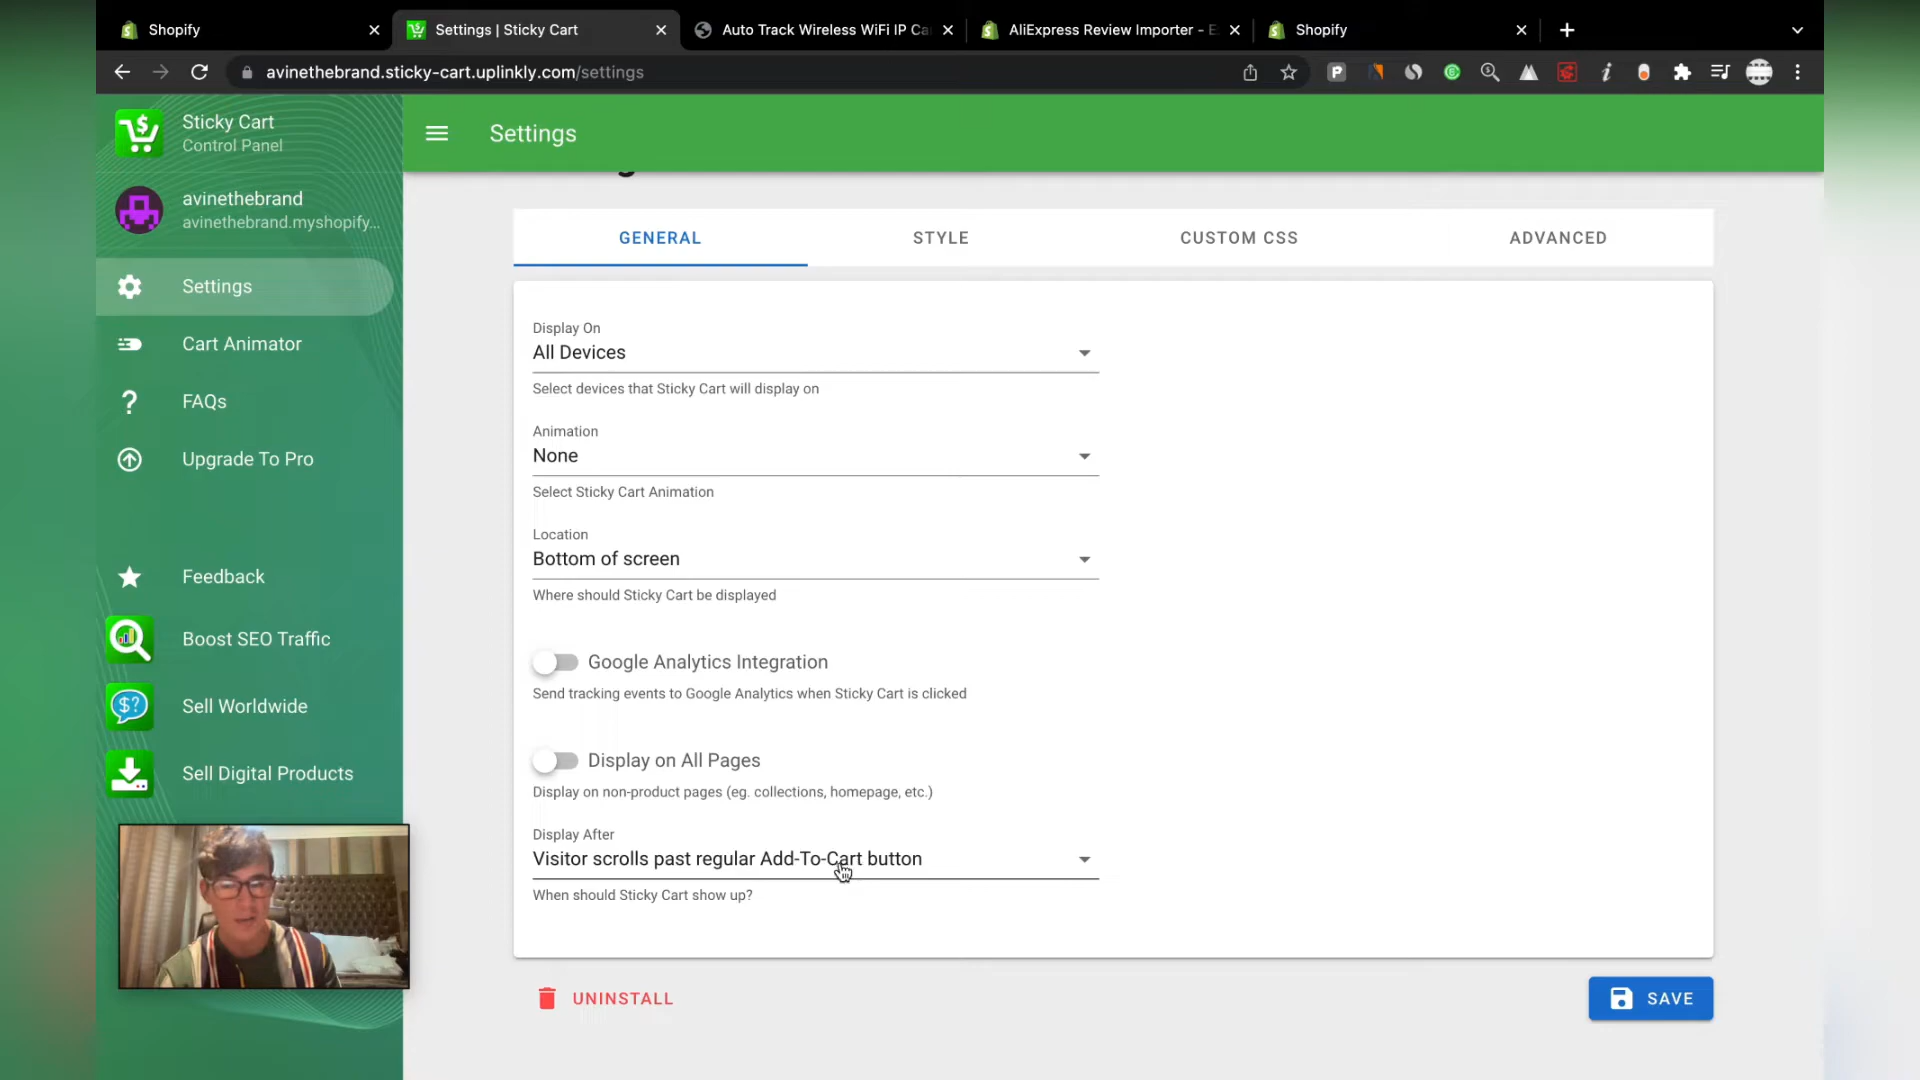 Shopify
Settings | Sticky Cart
Auto Track Wireless WiFi IP Ca
AliExpress Review Importer - E
Shopify
avinethebrand.sticky-cart.uplinkly.com/settings
Sticky Cart
Control Panel
Settings
avinethebrand
avinethebrand.myshopify...
Settings
Cart Animator
FAQs
Upgrade To Pro
Feedback
Boost SEO Traffic
Sell Worldwide
Sell Digital Products
GENERAL
STYLE
CUSTOM CSS
ADVANCED
Display On
All Devices
Select devices that Sticky Cart will display on
Animation
None
Select Sticky Cart Animation
Location
Bottom of screen
Where should Sticky Cart be displayed
Google Analytics Integration
Send tracking events to Google Analytics when Sticky Cart is clicked
Display on All Pages
Display on non-product pages (eg. collections, homepage, etc.)
Display After
Visitor scrolls past regular Add-To-Cart button
When should Sticky Cart show up?
UNINSTALL
SAVE